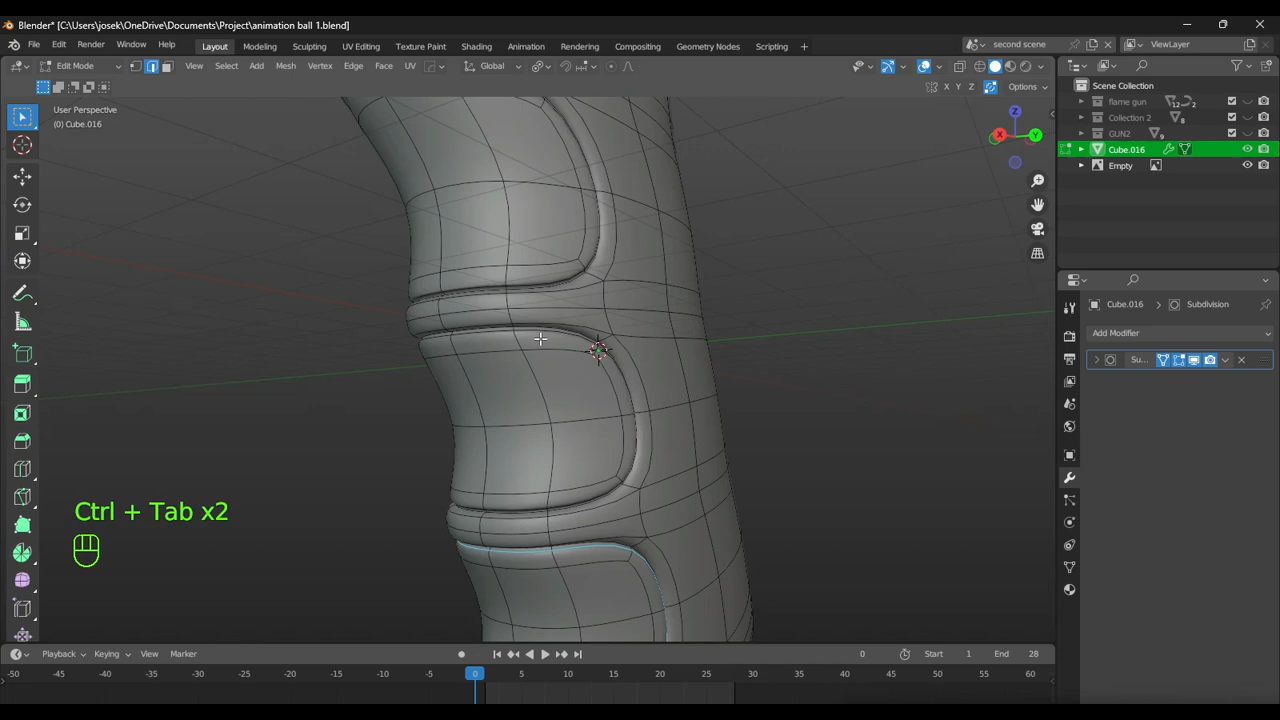 Blender* [C:\Users\josek\OneDrive\Documents\Project\animation ball 1.blend]
File Edit Render Window Help Layout Modeling Sculpting UV Editing Texture Paint Shading Animation Rendering Compositing Geometry Nodes Scripting + second scene ViewLayer
Edit Mode View Select Add Mesh Vertex Edge Face UV Global
X Y Z Options
User Perspective
(0) Cube.016
Z
X Y
Scene Collection
flame gun 12 2
Collection 2 8
GUN2 9
Cube.016
Empty
Cube.016 > Subdivision
Add Modifier
Su...
Ctrl + Tab x2
Playback Keying View Marker 0 Start 1 End 28
-50 -45 -40 -35 -30 -25 -20 -15 -10 -5 0 5 10 15 20 25 30 35 40 45 50 55 60